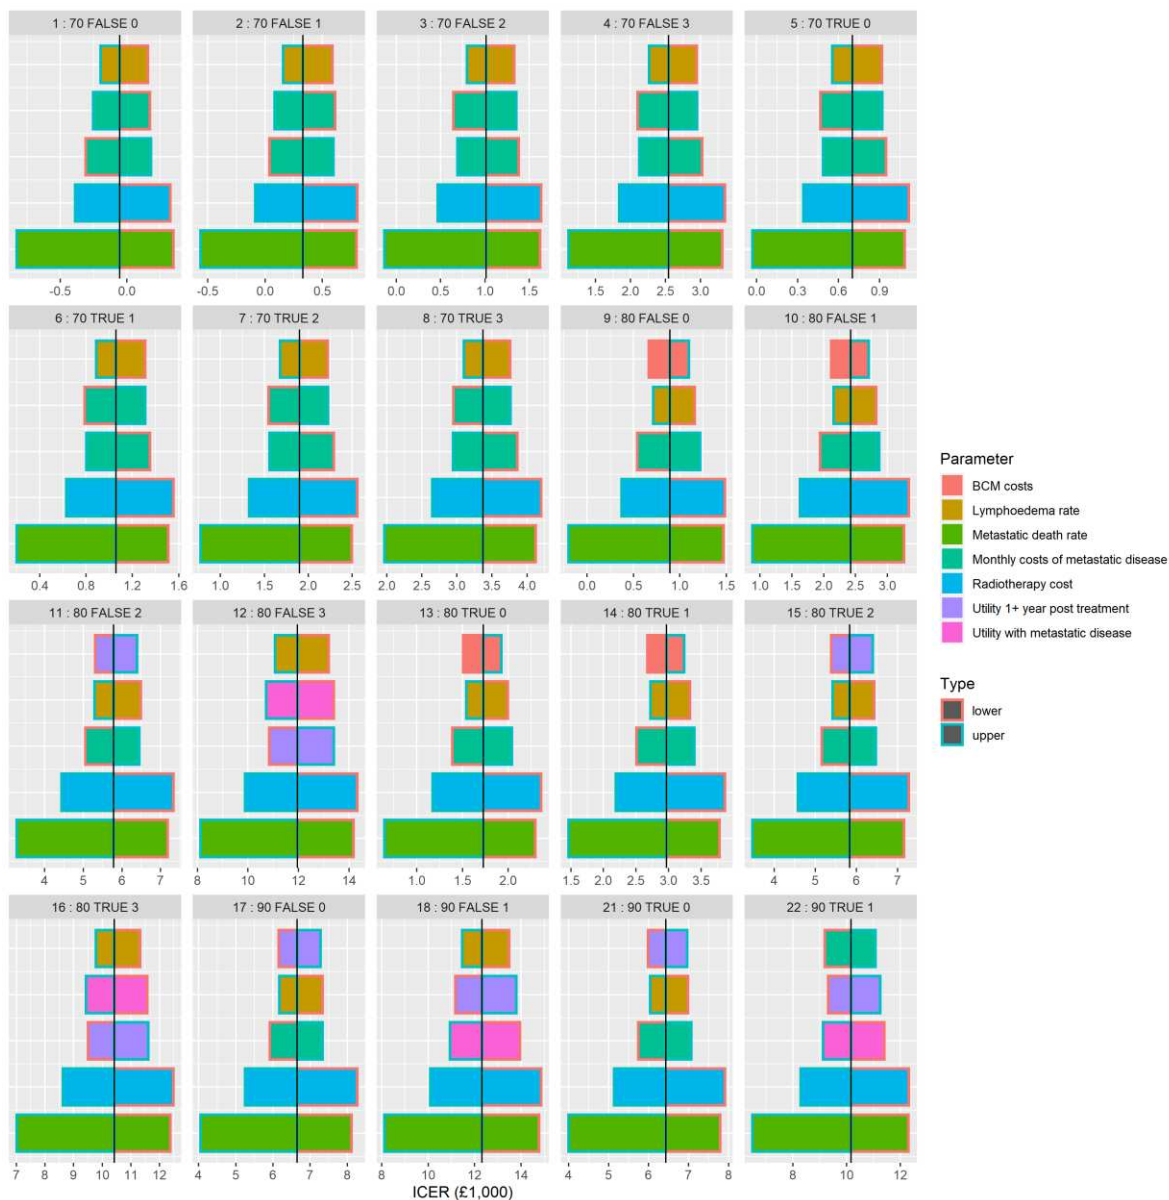 1 : 70 FALSE 0
2 : 70 FALSE 1
3 : 70 FALSE 2
4 : 70 FALSE 3
5 : 70 TRUE 0
-0.5 0.0
-0.5 0.0 0.5
0.0 0.5 1.0 1.5
1.5 2.0 2.5 3.0
0.0 0.3 0.6 0.9
6 : 70 TRUE 1
7 : 70 TRUE 2
8 : 70 TRUE 3
9 : 80 FALSE 0
10 : 80 FALSE 1
0.4 0.8 1.2 1.6
1.0 1.5 2.0 2.5
2.0 2.5 3.0 3.5 4.0
0.0 0.5 1.0 1.5
1.0 1.5 2.0 2.5 3.0
11 : 80 FALSE 2
12 : 80 FALSE 3
13 : 80 TRUE 0
14 : 80 TRUE 1
15 : 80 TRUE 2
4 5 6 7
8 10 12 14
1.0 1.5 2.0
1.5 2.0 2.5 3.0 3.5
4 5 6 7
16 : 80 TRUE 3
17 : 90 FALSE 0
18 : 90 FALSE 1
21 : 90 TRUE 0
22 : 90 TRUE 1
7 8 9 10 11 12
4 5 6 7 8
8 10 12 14
4 5 6 7 8
8 10 12
ICER (£1,000)
Parameter
BCM costs
Lymphoedema rate
Metastatic death rate
Monthly costs of metastatic disease
Radiotherapy cost
Utility 1+ year post treatment
Utility with metastatic disease
Type
lower
upper